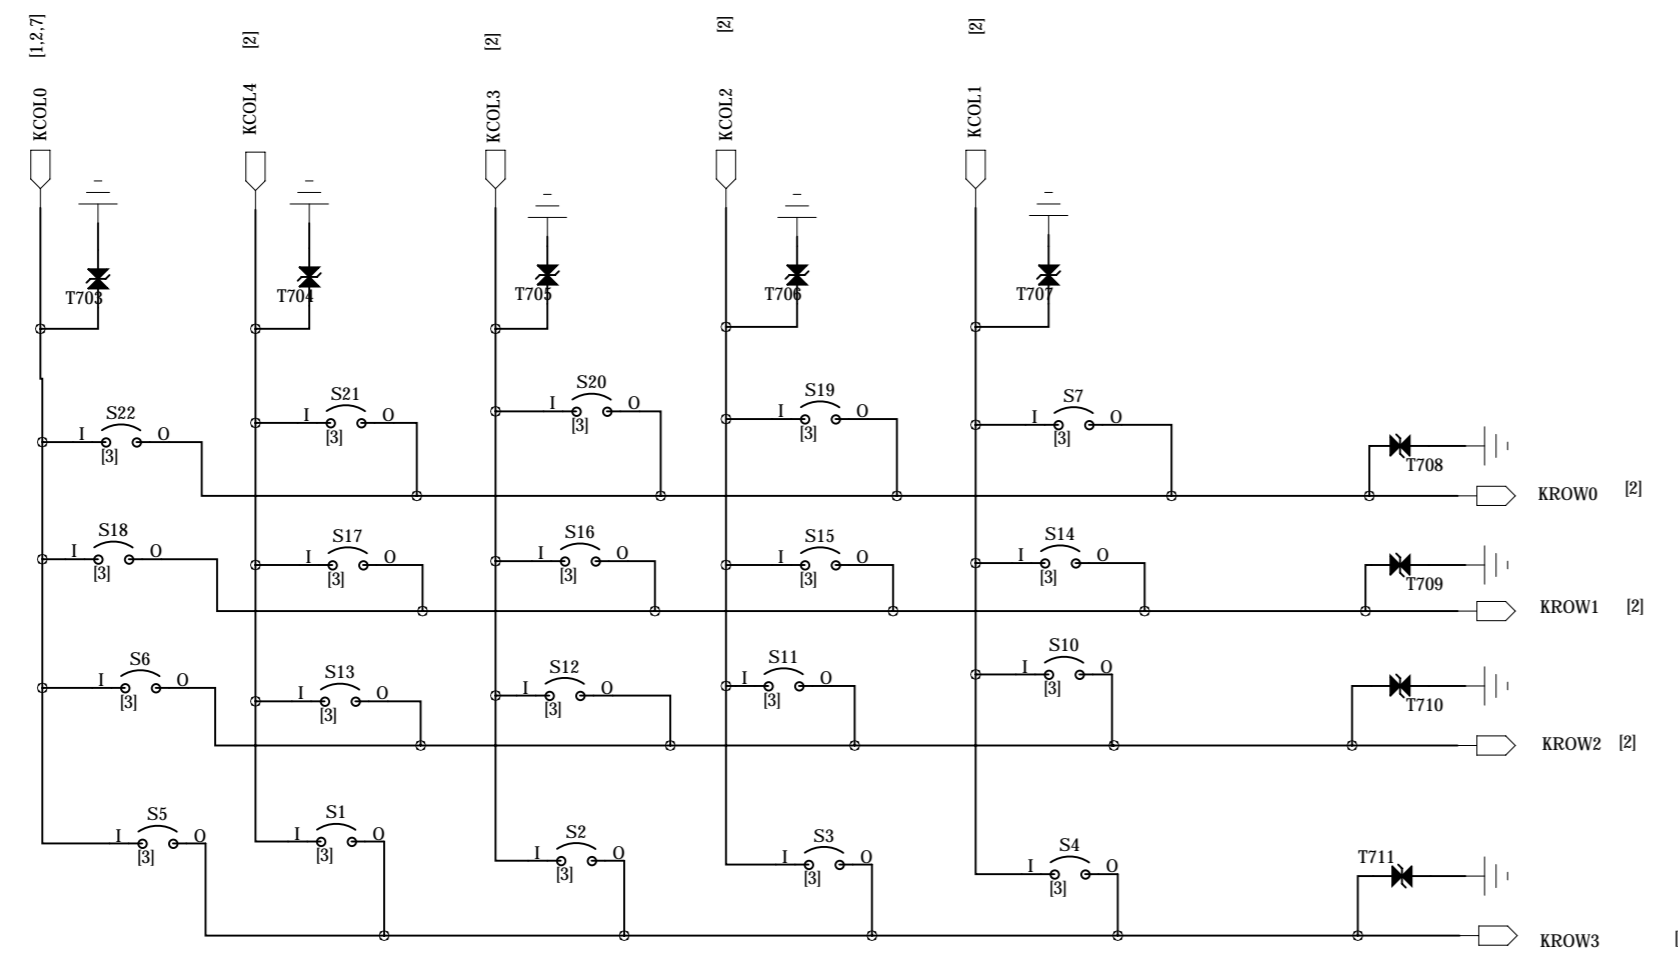 [1,2,7] [2] [2] [2] [2]
KCOL0 KCOL4 KCOL3 KCOL2 KCOL1
T703 T704 T705 T706 T707
S22 S21 S20 S19 S7
I O I O I O I O I O
[3] [3] [3] [3] [3]
T708
KROW0 [2]
S18 S17 S16 S15 S14
I O I O I O I O I O
[3] [3] [3] [3] [3]
T709
KROW1 [2]
S6 S13 S12 S11 S10
I O I O I O I O I O
[3] [3] [3] [3] [3]
T710
KROW2 [2]
S5 S1 S2 S3 S4
I O I O I O I O I O
[3] [3] [3] [3] [3]
T711
KROW3 [